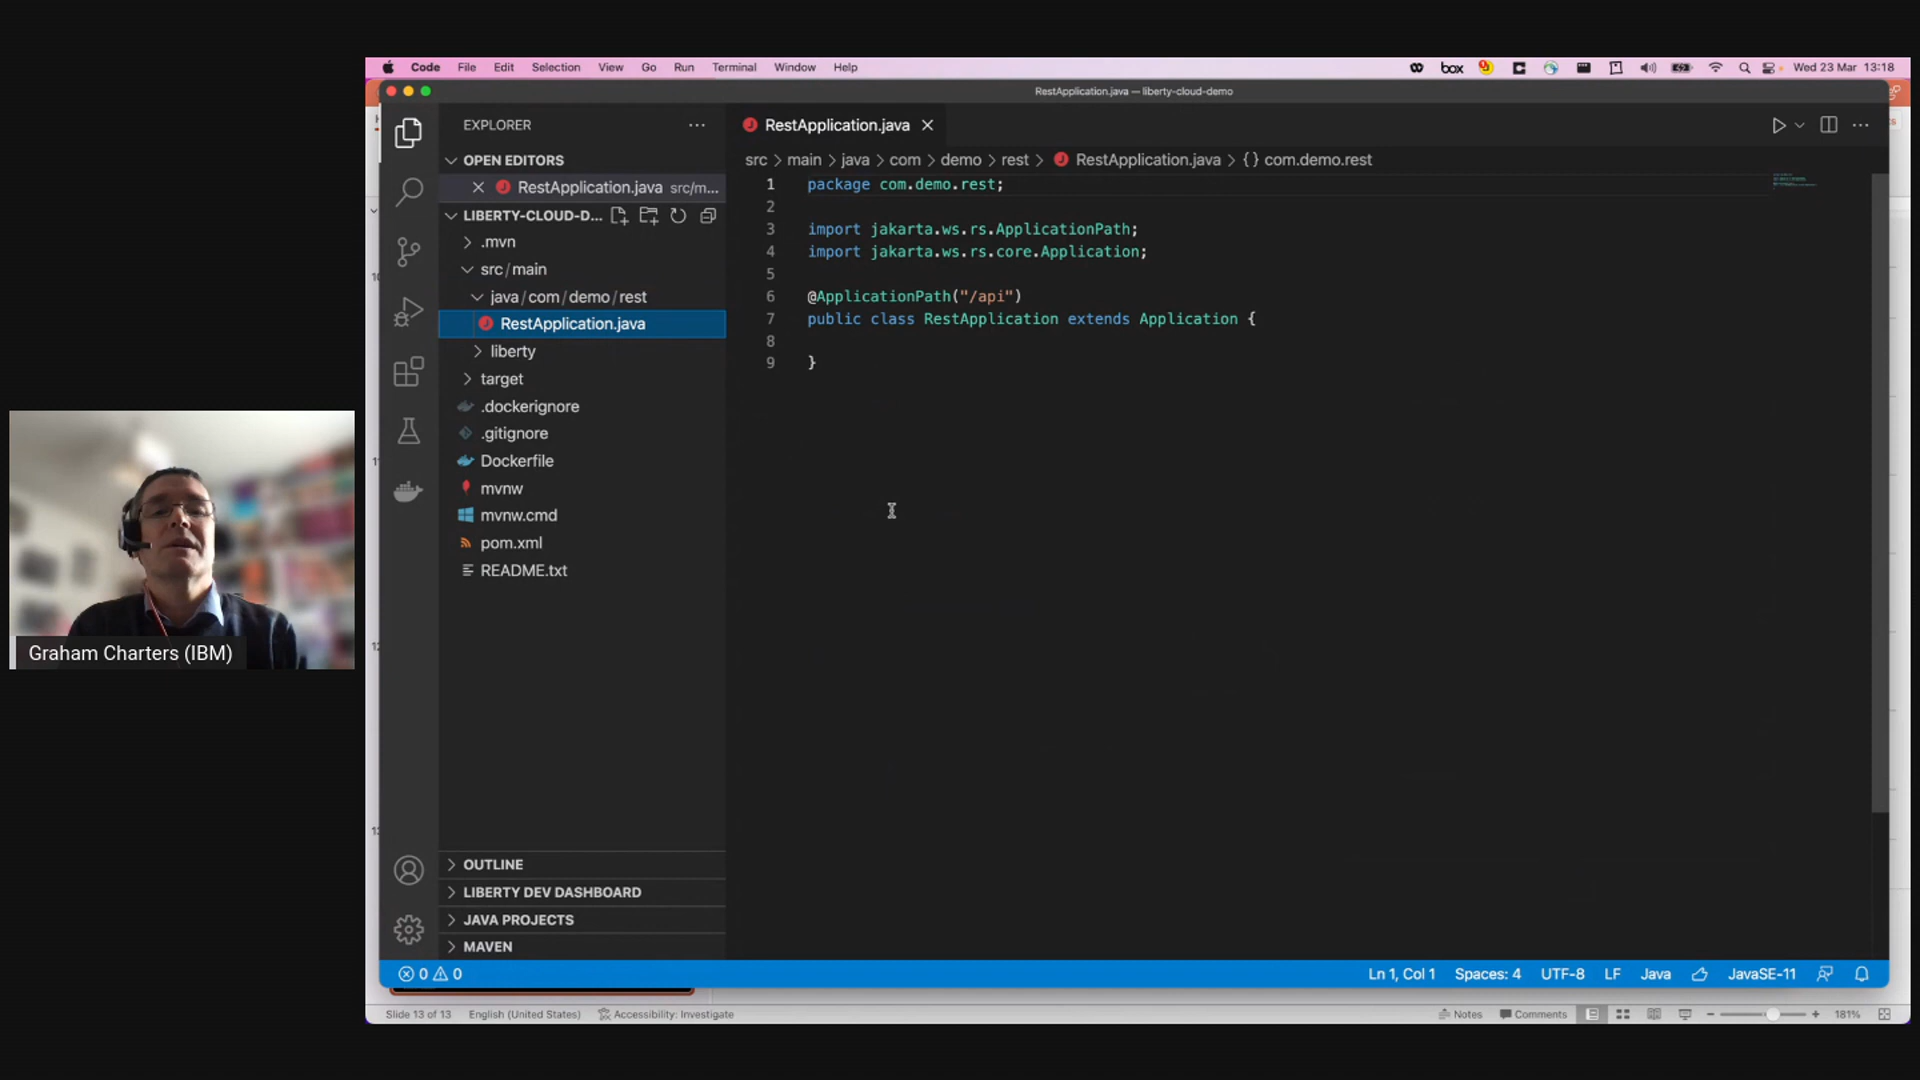 Code File Edit Selection View Go Run Terminal Window Help
box
Wed 23 Mar 13:18
RestApplication.java — liberty-cloud-demo
EXPLORER
OPEN EDITORS
RestApplication.java src/m...
LIBERTY-CLOUD-D...
.mvn
src/main
java/com/demo/rest
RestApplication.java
liberty
target
.dockerignore
.gitignore
Dockerfile
mvnw
mvnw.cmd
pom.xml
README.txt
OUTLINE
LIBERTY DEV DASHBOARD
JAVA PROJECTS
MAVEN
RestApplication.java
src > main > java > com > demo > rest > RestApplication.java > {} com.demo.rest
1 package com.demo.rest;
2
3 import jakarta.ws.rs.ApplicationPath;
4 import jakarta.ws.rs.core.Application;
5
6 @ApplicationPath("/api")
7 public class RestApplication extends Application {
8
9 }
0 0
Ln 1, Col 1 Spaces: 4 UTF-8 LF Java JavaSE-11
Slide 13 of 13 English (United States) Accessibility: Investigate
Notes Comments 181%
Graham Charters (IBM)